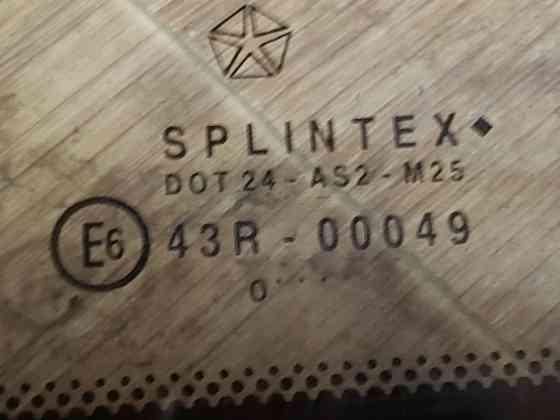 SPLINTEX
DOT 24 - AS2 - M25
E6 43R - 00049
0····